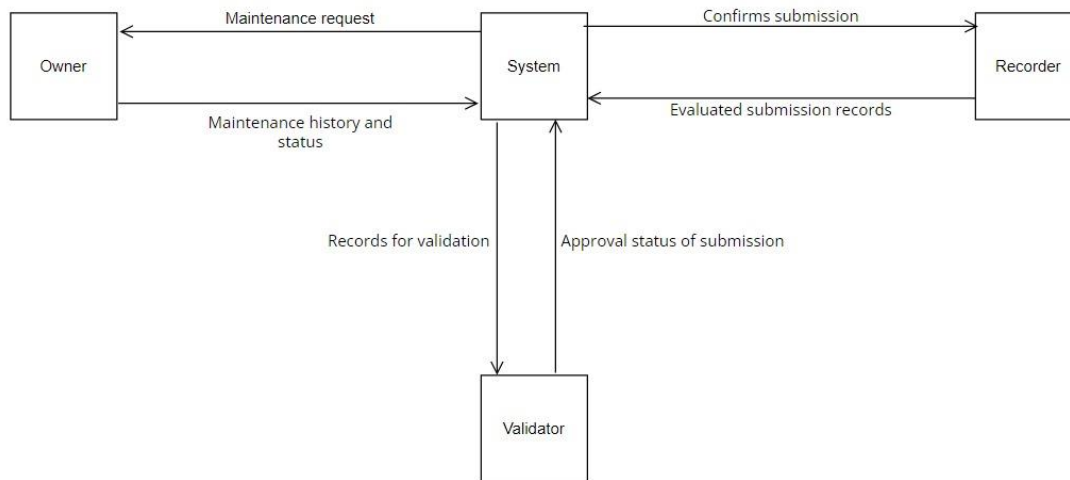 Maintenance request
Confirms submission
Owner
System
Recorder
Maintenance history and
status
Evaluated submission records
Records for validation
Approval status of submission
Validator